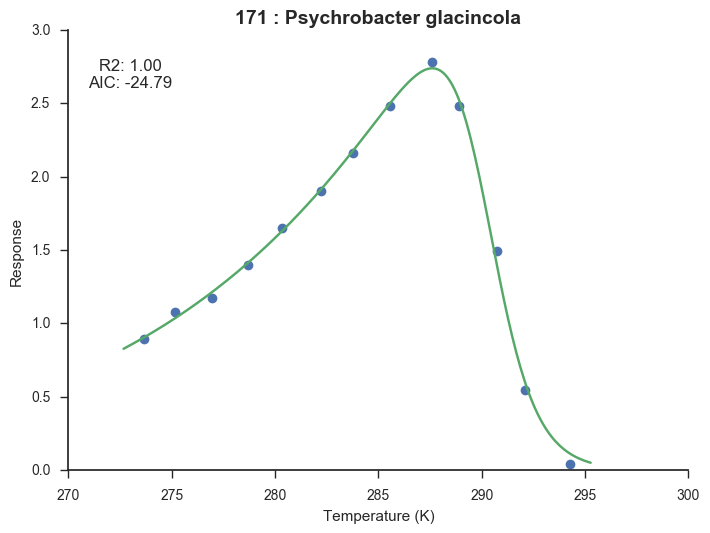 171 : Psychrobacter glacincola
R2: 1.00
AIC: -24.79
3.0
2.5
2.0
1.5
1.0
0.5
0.0
Response
270 275 280 285 290 295 300
Temperature (K)